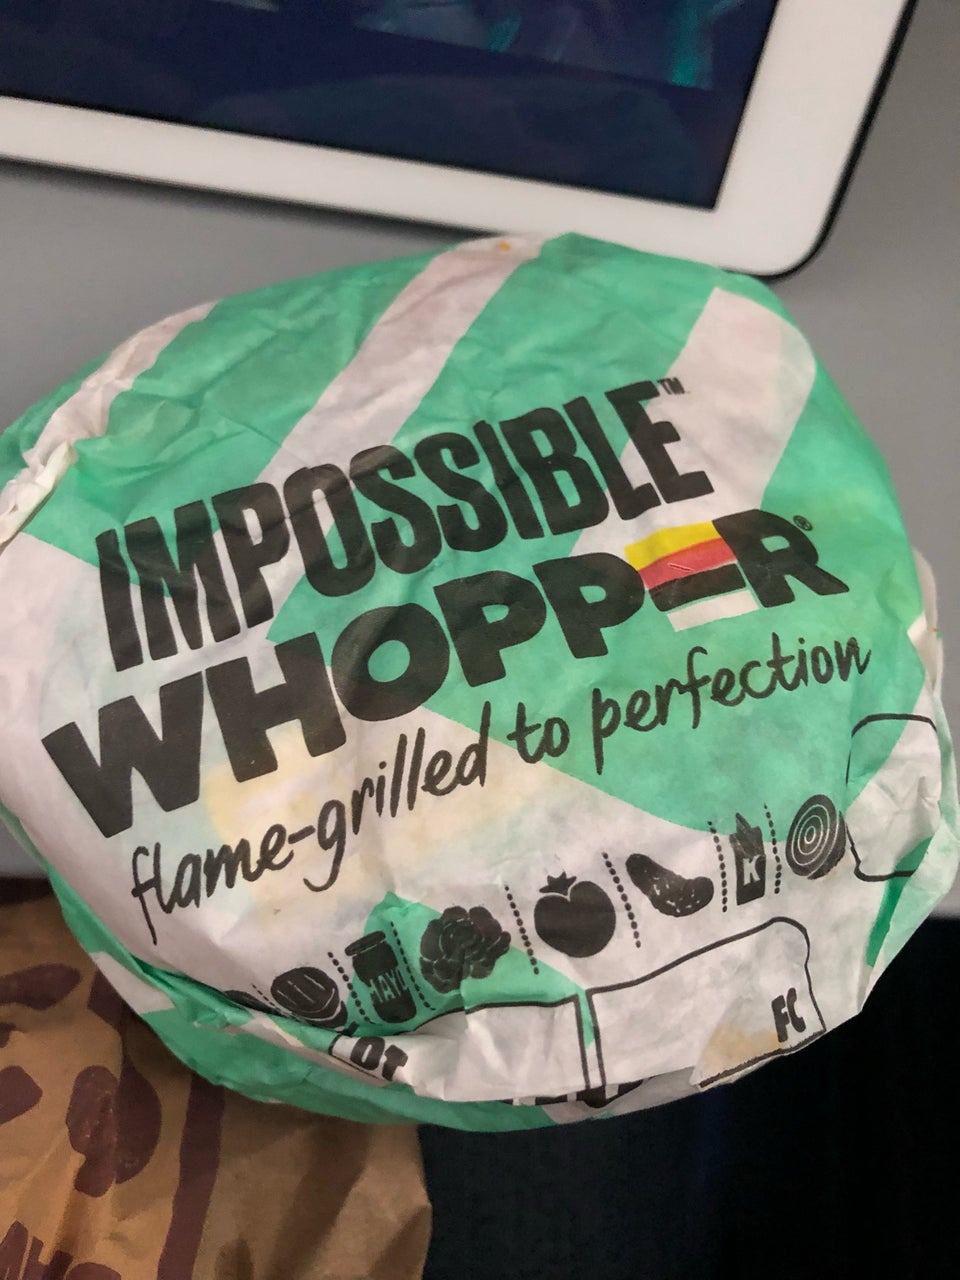 IMPOSSIBLE™
WHOPPER®
flame-grilled to perfection
MAYO
K
FC